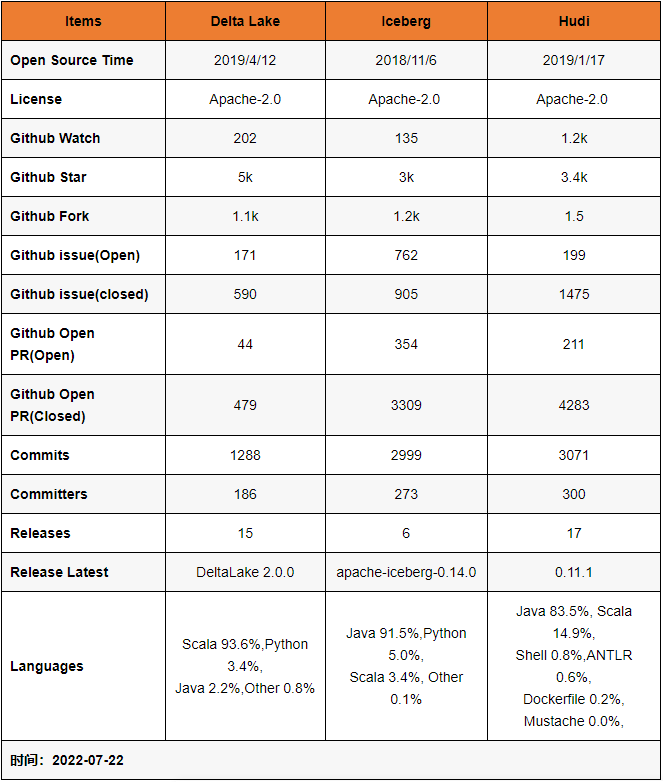 Items Delta Lake Iceberg Hudi
Open Source Time 2019/4/12 2018/11/6 2019/1/17
License Apache-2.0 Apache-2.0 Apache-2.0
Github Watch 202 135 1.2k
Github Star 5k 3k 3.4k
Github Fork 1.1k 1.2k 1.5
Github issue(Open) 171 762 199
Github issue(closed) 590 905 1475
Github Open
PR(Open)
44 354 211
Github Open
PR(Closed)
479 3309 4283
Commits 1288 2999 3071
Committers 186 273 300
Releases 15 6 17
Release Latest DeltaLake 2.0.0 apache-iceberg-0.14.0 0.11.1
Languages
Scala 93.6%,Python
3.4%,
Java 2.2%,Other 0.8%
Java 91.5%,Python
5.0%,
Scala 3.4%, Other
0.1%
Java 83.5%, Scala
14.9%,
Shell 0.8%,ANTLR
0.6%,
Dockerfile 0.2%,
Mustache 0.0%,
时间：2022-07-22